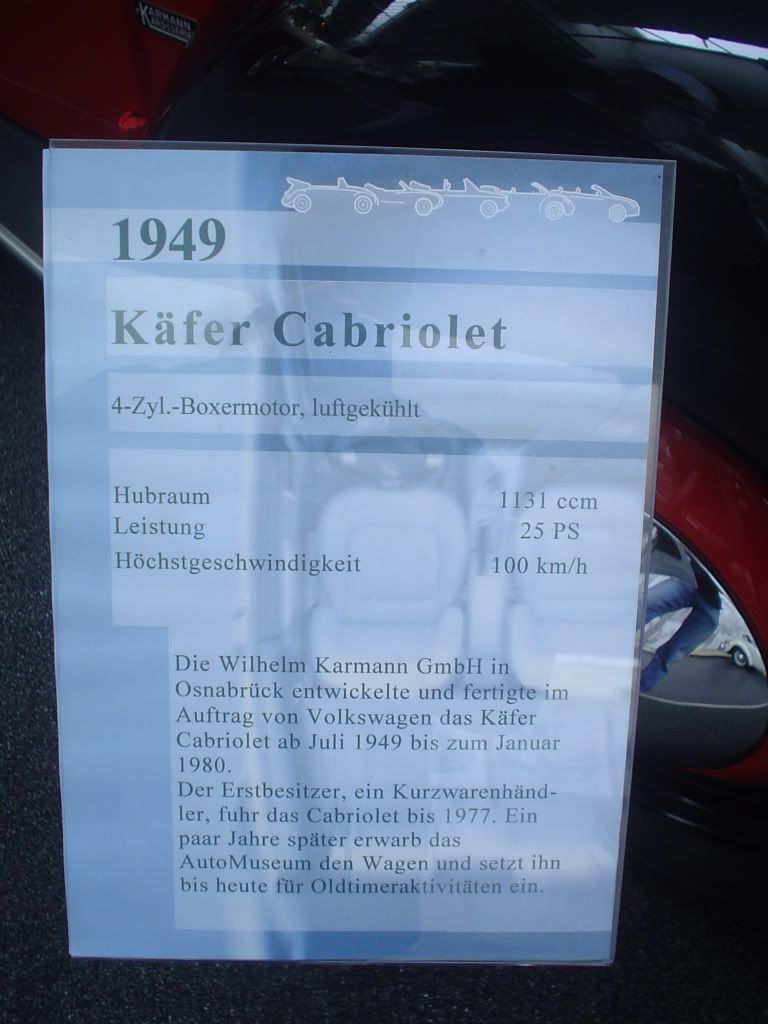 KARMANN
1949
Käfer Cabriolet
4-Zyl.-Boxermotor, luftgekühlt
Hubraum 1131 ccm
Leistung 25 PS
Höchstgeschwindigkeit 100 km/h
Die Wilhelm Karmann GmbH in
Osnabrück entwickelte und fertigte im
Auftrag von Volkswagen das Käfer
Cabriolet ab Juli 1949 bis zum Januar
1980.
Der Erstbesitzer, ein Kurzwarenhänd-
ler, fuhr das Cabriolet bis 1977. Ein
paar Jahre später erwarb das
AutoMuseum den Wagen und setzt ihn
bis heute für Oldtimeraktivitäten ein.